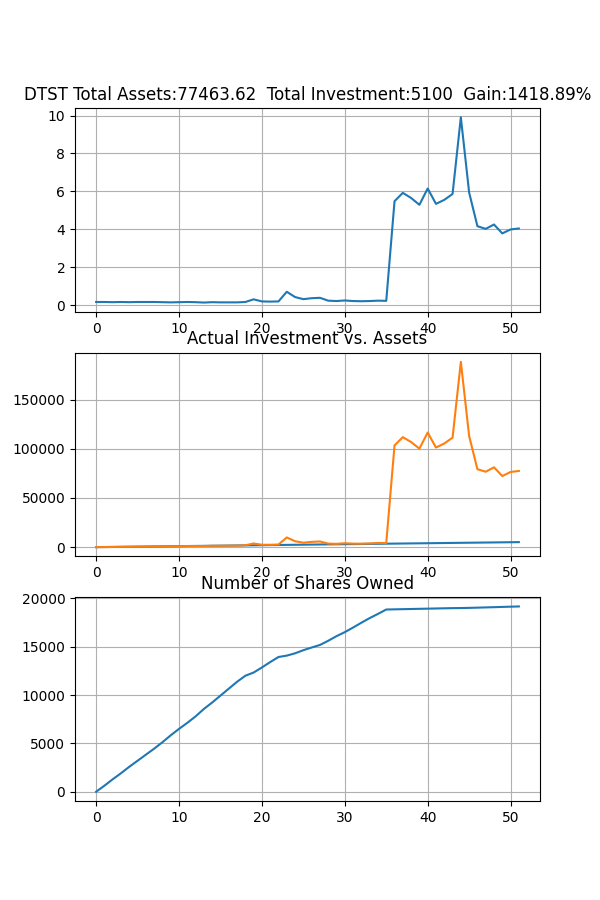 DTST Total Assets:77463.62  Total Investment:5100  Gain:1418.89%
10
8
6
4
2
0
0 10 20 30 40 50
Actual Investment vs. Assets
150000
100000
50000
0
0 10 20 30 40 50
Number of Shares Owned
20000
15000
10000
5000
0
0 10 20 30 40 50